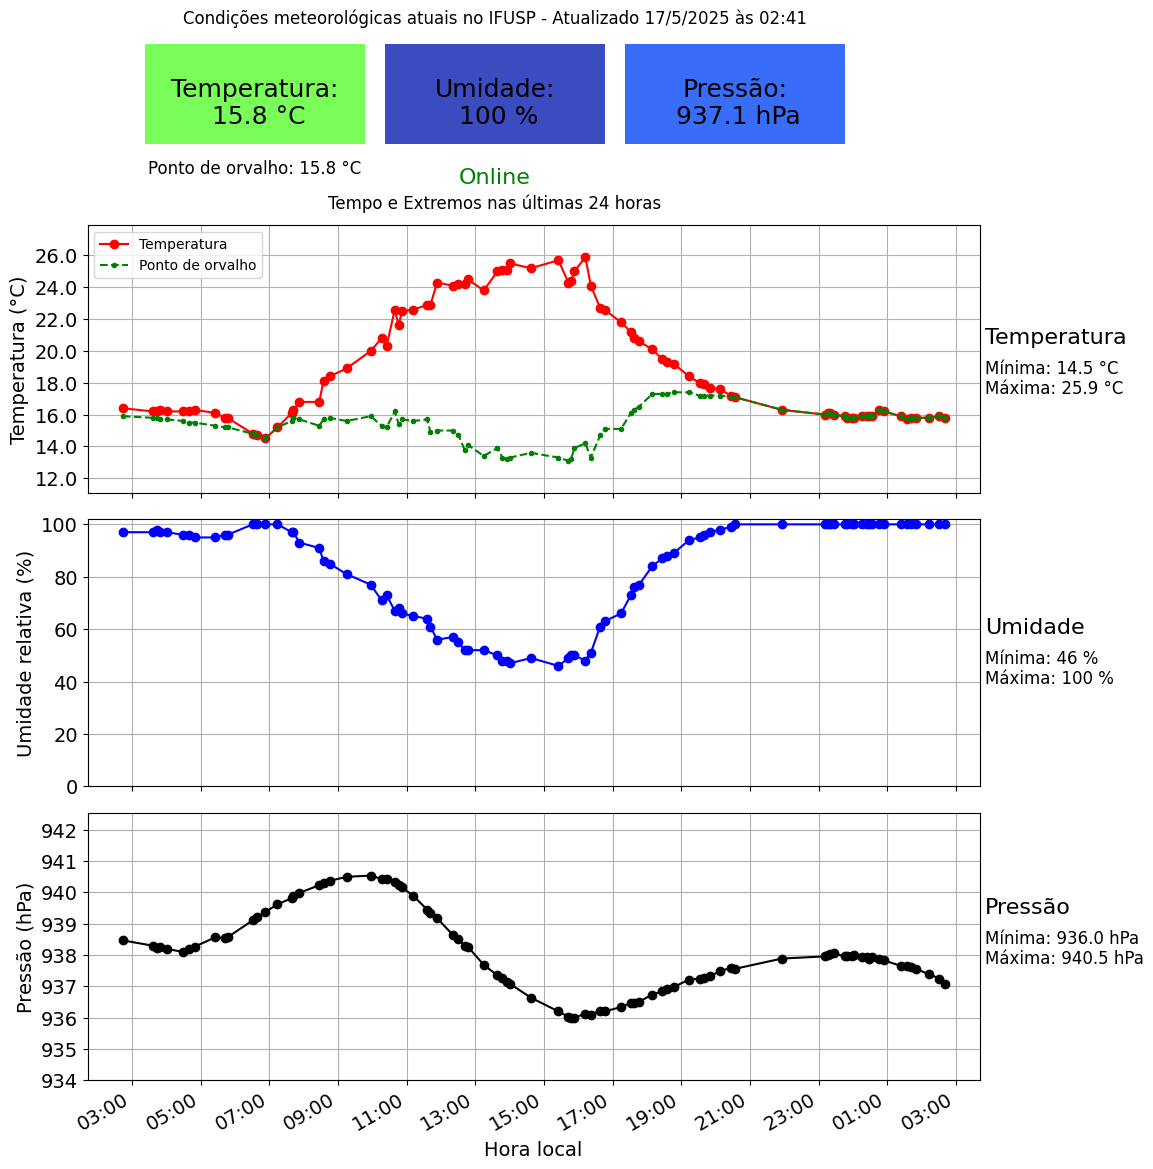 Condições meteorológicas atuais no IFUSP - Atualizado 17/5/2025 às 02:41
Temperatura:
15.8 °C
Umidade:
100 %
Pressão:
937.1 hPa
Ponto de orvalho: 15.8 °C
Online
Tempo e Extremos nas últimas 24 horas
Temperatura (°C)
26.0
24.0
22.0
20.0
18.0
16.0
14.0
12.0
Temperatura
Ponto de orvalho
Temperatura
Mínima: 14.5 °C
Máxima: 25.9 °C
Umidade relativa (%)
100
80
60
40
20
0
Umidade
Mínima: 46 %
Máxima: 100 %
Pressão (hPa)
942
941
940
939
938
937
936
935
934
Pressão
Mínima: 936.0 hPa
Máxima: 940.5 hPa
03:00 05:00 07:00 09:00 11:00 13:00 15:00 17:00 19:00 21:00 23:00 01:00 03:00
Hora local